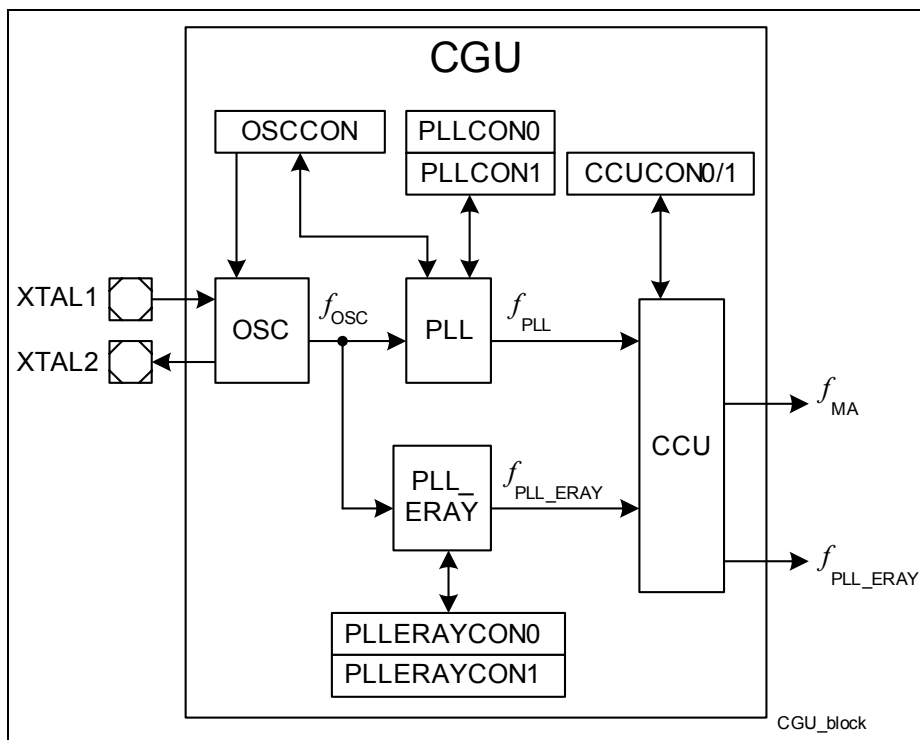 CGU
OSCCON
PLLCON0
PLLCON1
CCUCON0/1
XTAL1
XTAL2
OSC
fOSC
PLL
fPLL
CCU
fMA
PLL_
ERAY
fPLL_ERAY
fPLL_ERAY
PLLERAYCON0
PLLERAYCON1
CGU_block